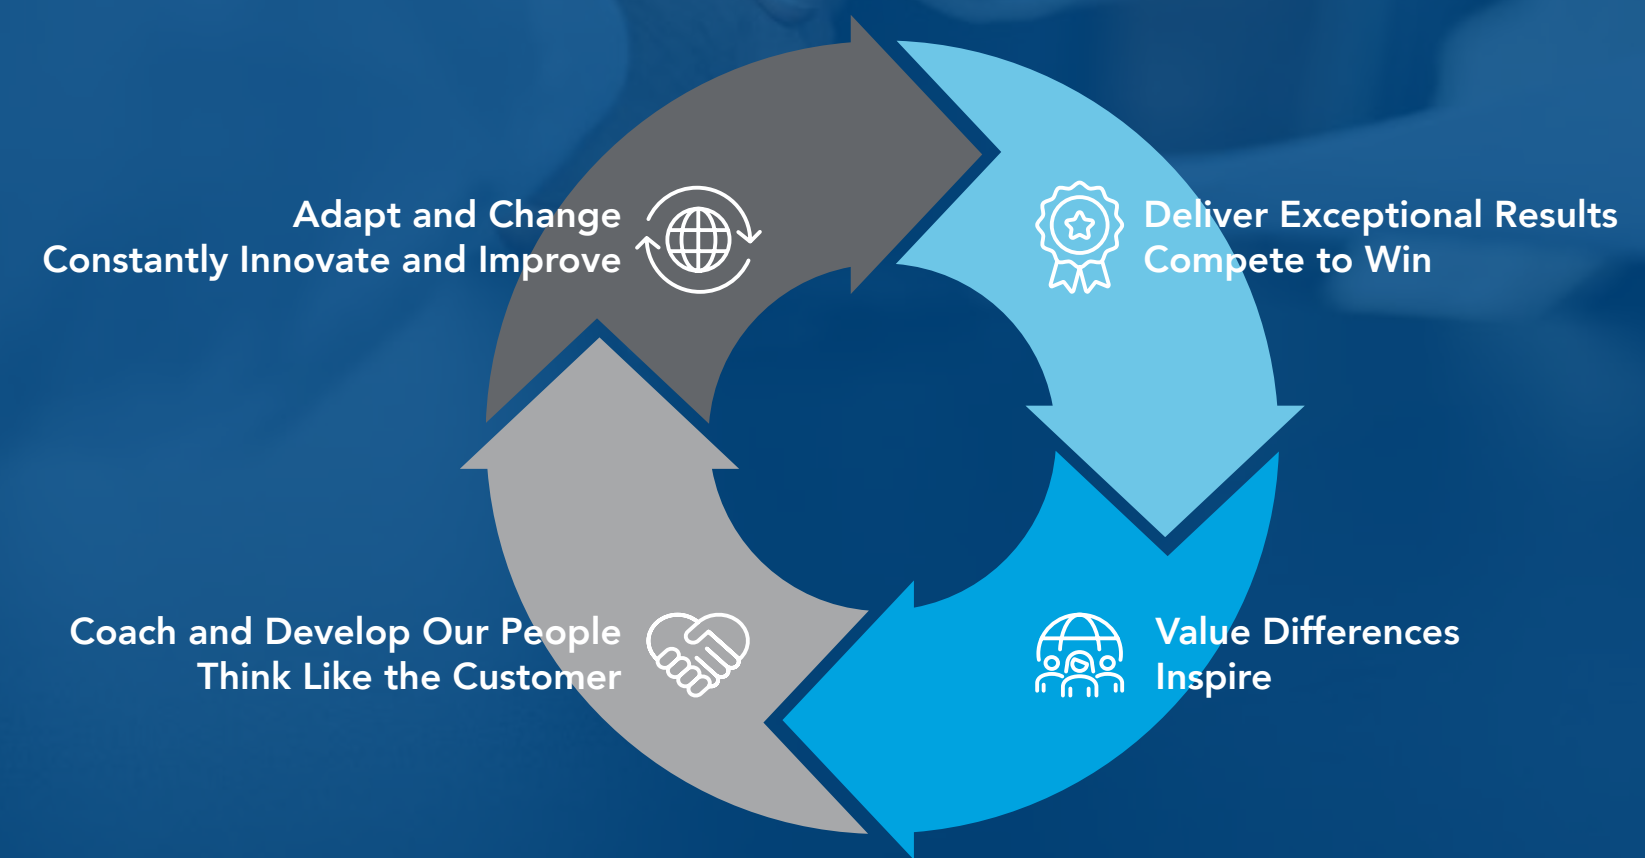 Adapt and Change
Constantly Innovate and Improve
Deliver Exceptional Results
Compete to Win
Coach and Develop Our People
Think Like the Customer
Value Differences
Inspire